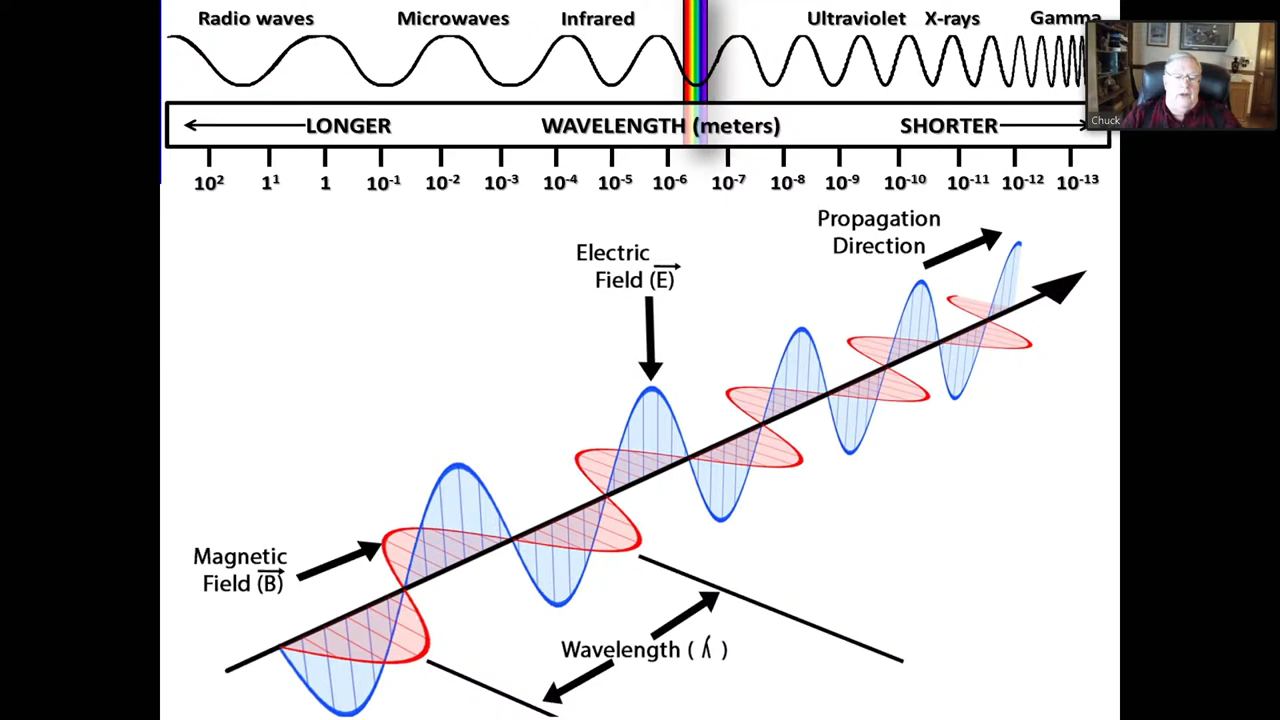 Radio waves Microwaves Infrared Ultraviolet X-rays Gamma
LONGER WAVELENGTH (meters) SHORTER
10² 1¹ 1 10⁻¹ 10⁻² 10⁻³ 10⁻⁴ 10⁻⁵ 10⁻⁶ 10⁻⁷ 10⁻⁸ 10⁻⁹ 10⁻¹⁰ 10⁻¹¹ 10⁻¹² 10⁻¹³
Chuck
Propagation
Direction
Electric
Field (E)
Magnetic
Field (B)
Wavelength ( λ )